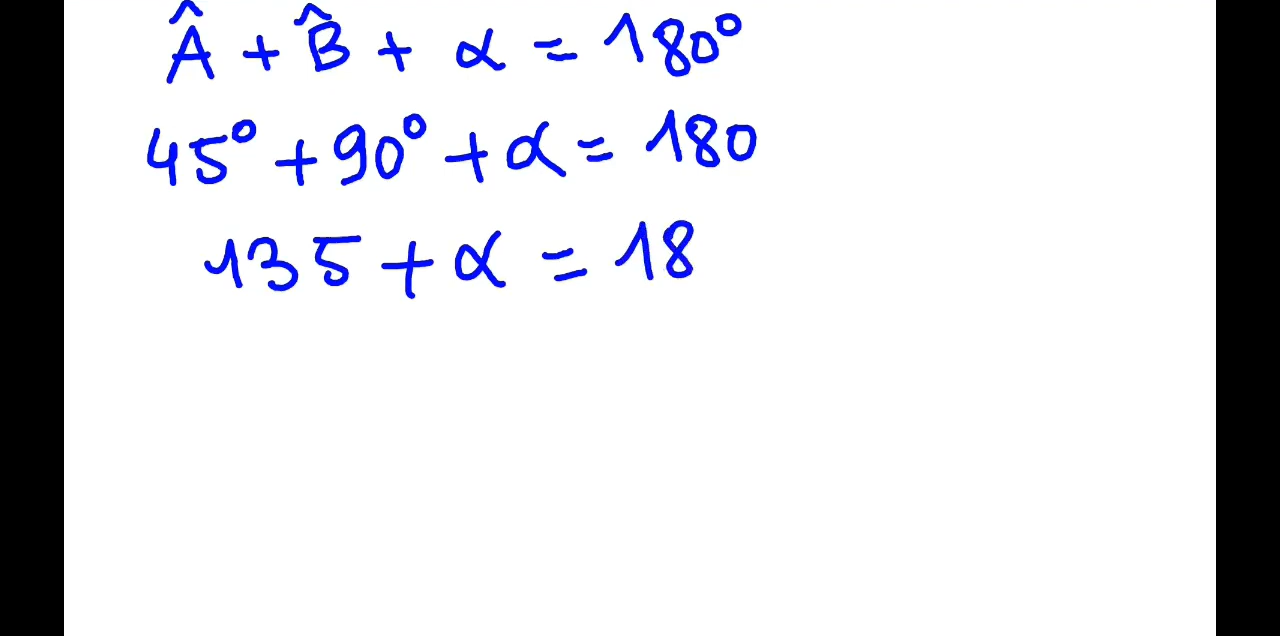 Â + B̂ + α = 180°
45° + 90° + α = 180
135 + α = 18